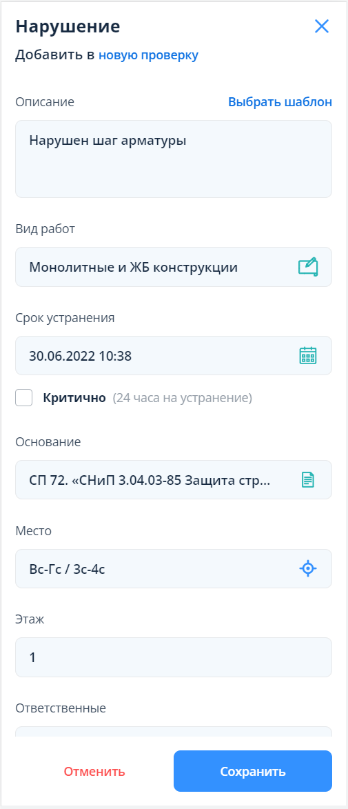 Нарушение
Добавить в новую проверку
Описание Выбрать шаблон
Нарушен шаг арматуры
Вид работ
Монолитные и ЖБ конструкции
Срок устранения
30.06.2022 10:38
Критично (24 часа на устранение)
Основание
СП 72. «СНиП 3.04.03-85 Защита стр...
Место
Вс-Гс / 3с-4с
Этаж
1
Ответственные
Отменить Сохранить